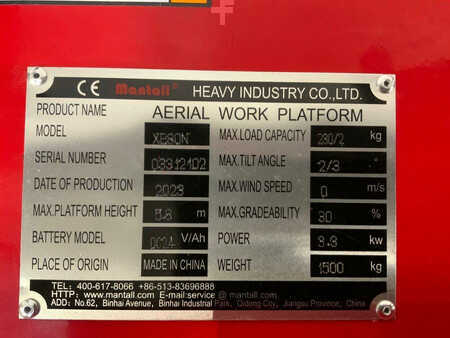 CE Mantall® HEAVY INDUSTRY CO.,LTD.
PRODUCT NAME AERIAL WORK PLATFORM
MODEL XE80N MAX.LOAD CAPACITY 230/2 kg
SERIAL NUMBER 03312102 MAX.TILT ANGLE 2/3 °
DATE OF PRODUCTION 2023 MAX.WIND SPEED 0 m/s
MAX.PLATFORM HEIGHT m MAX.GRADEABILITY 30 %
BATTERY MODEL V/Ah POWER 3.3 kw
PLACE OF ORIGIN MADE IN CHINA WEIGHT 1500 kg
TEL: 400-617-8066 +86-513-83696888
HTTP: www.mantall.com E-mail:service @ mantall.com
ADD: No.62, Binhai Avenue, Binhai Industrial Park, Qidong City, Jiangsu Province, China